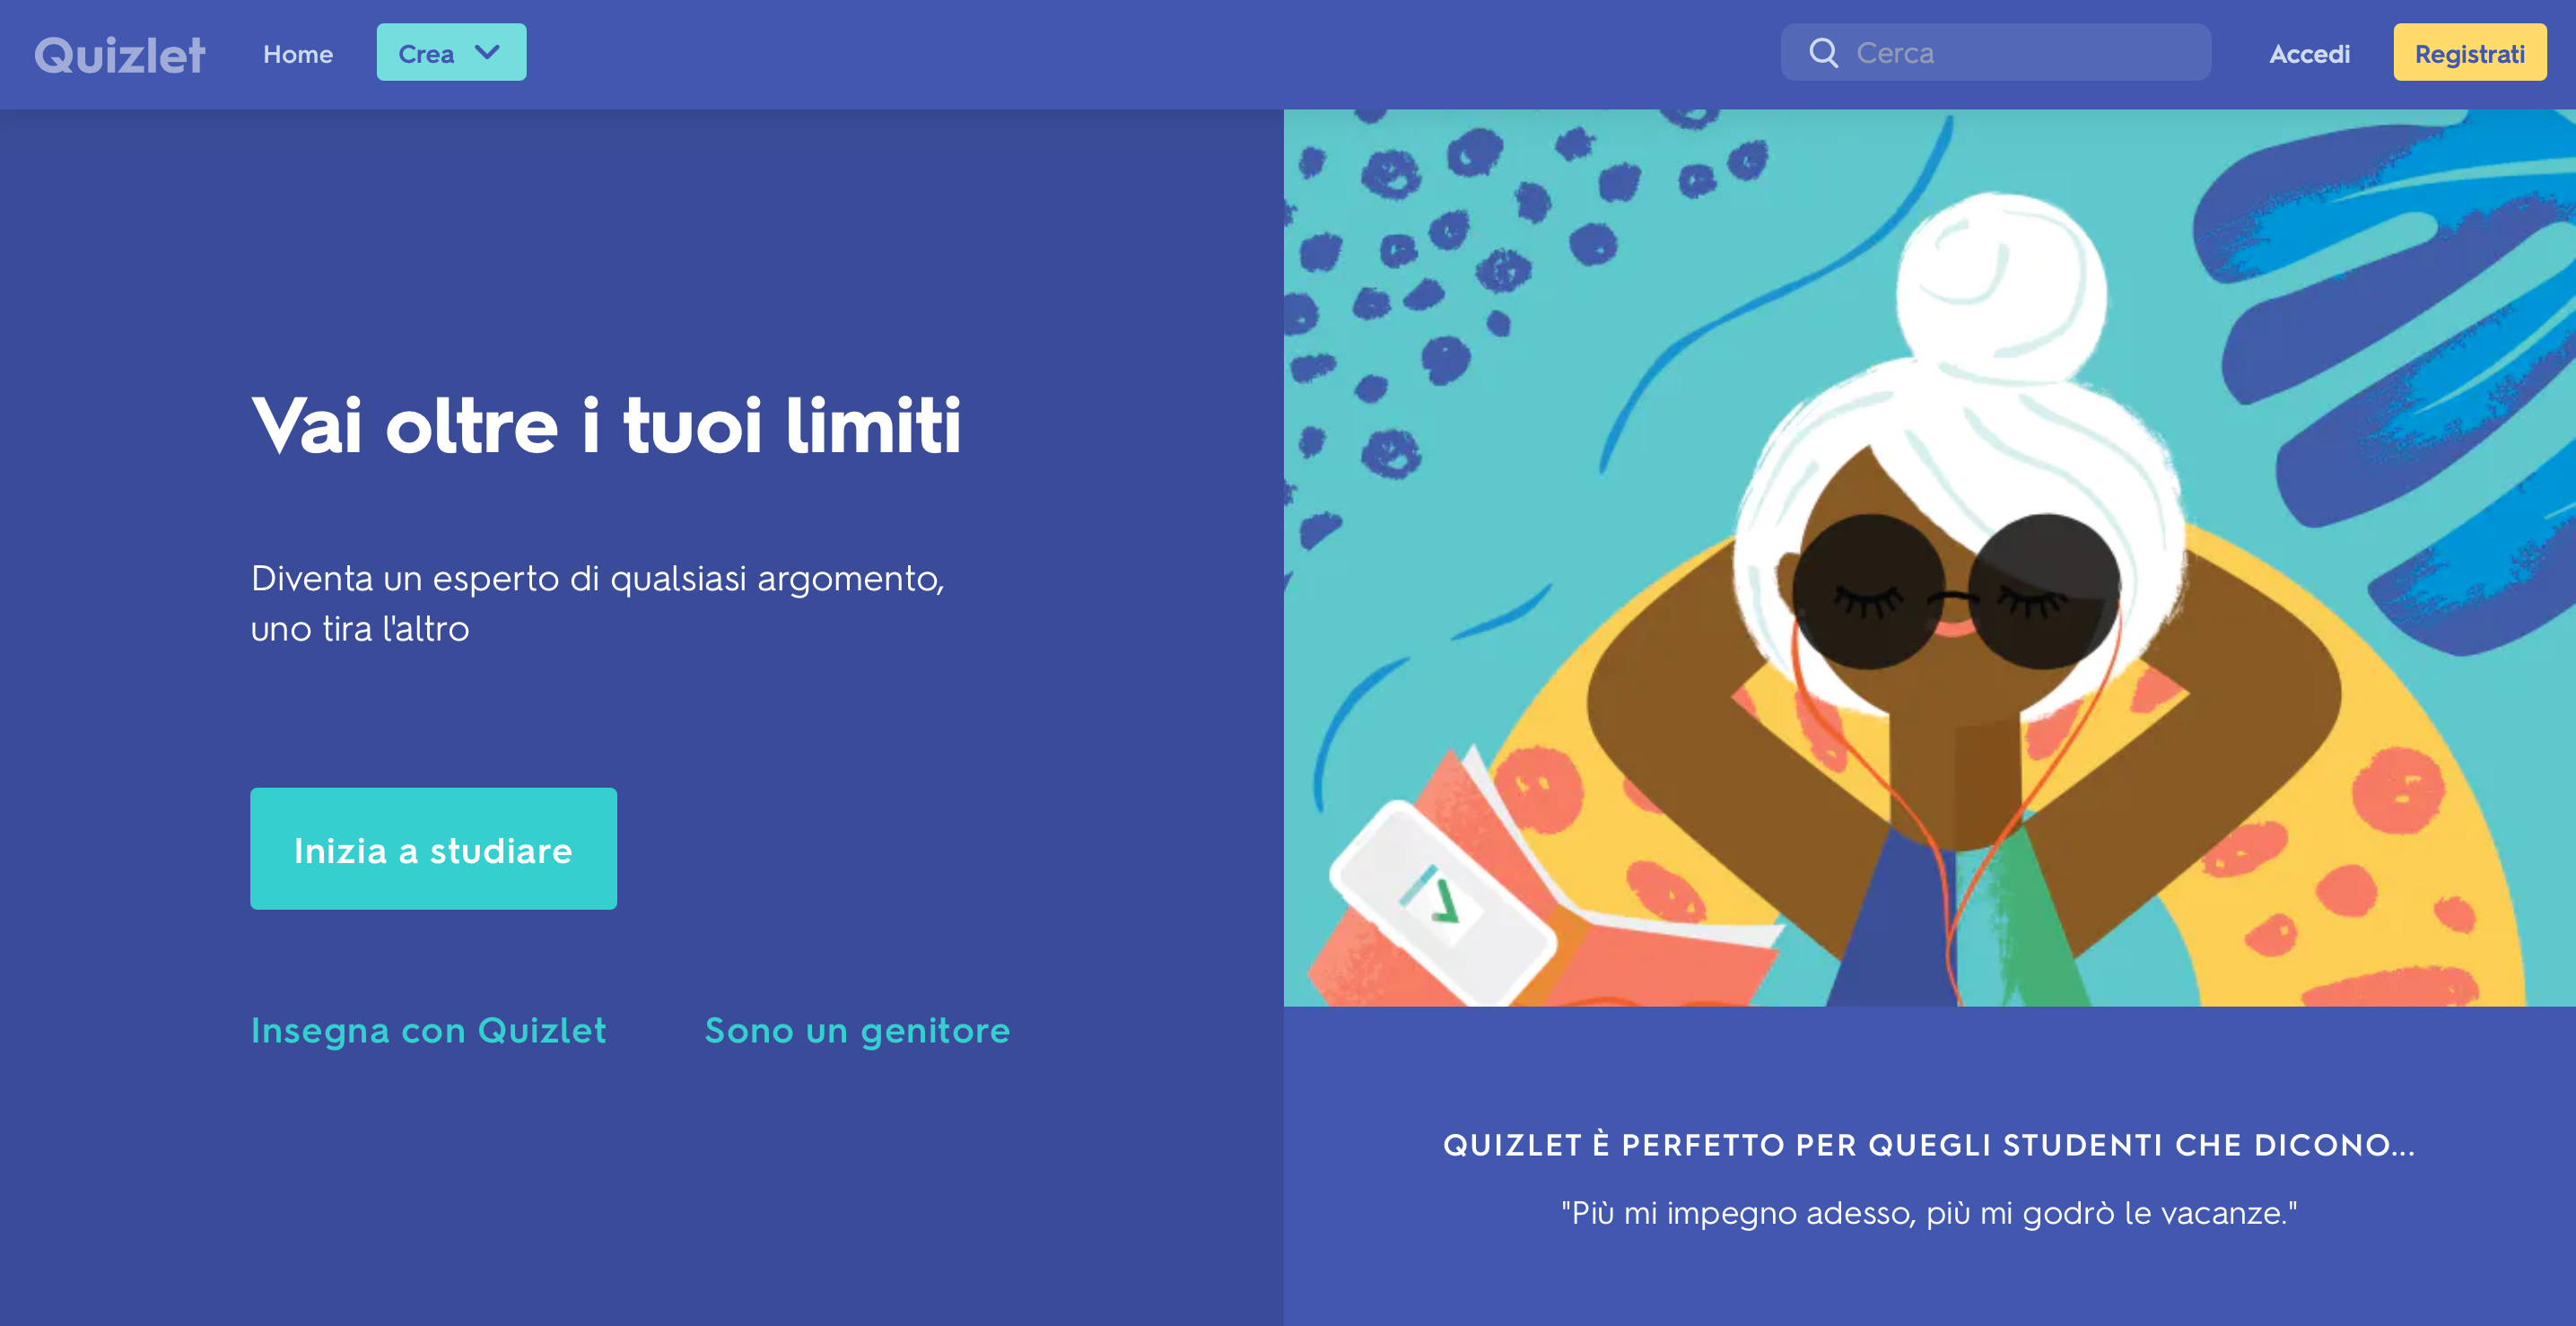 Quizlet
Home
Crea
Cerca
Accedi
Registrati
Vai oltre i tuoi limiti
Diventa un esperto di qualsiasi argomento,
uno tira l'altro
Inizia a studiare
Insegna con Quizlet
Sono un genitore
QUIZLET È PERFETTO PER QUEGLI STUDENTI CHE DICONO...
"Più mi impegno adesso, più mi godrò le vacanze."